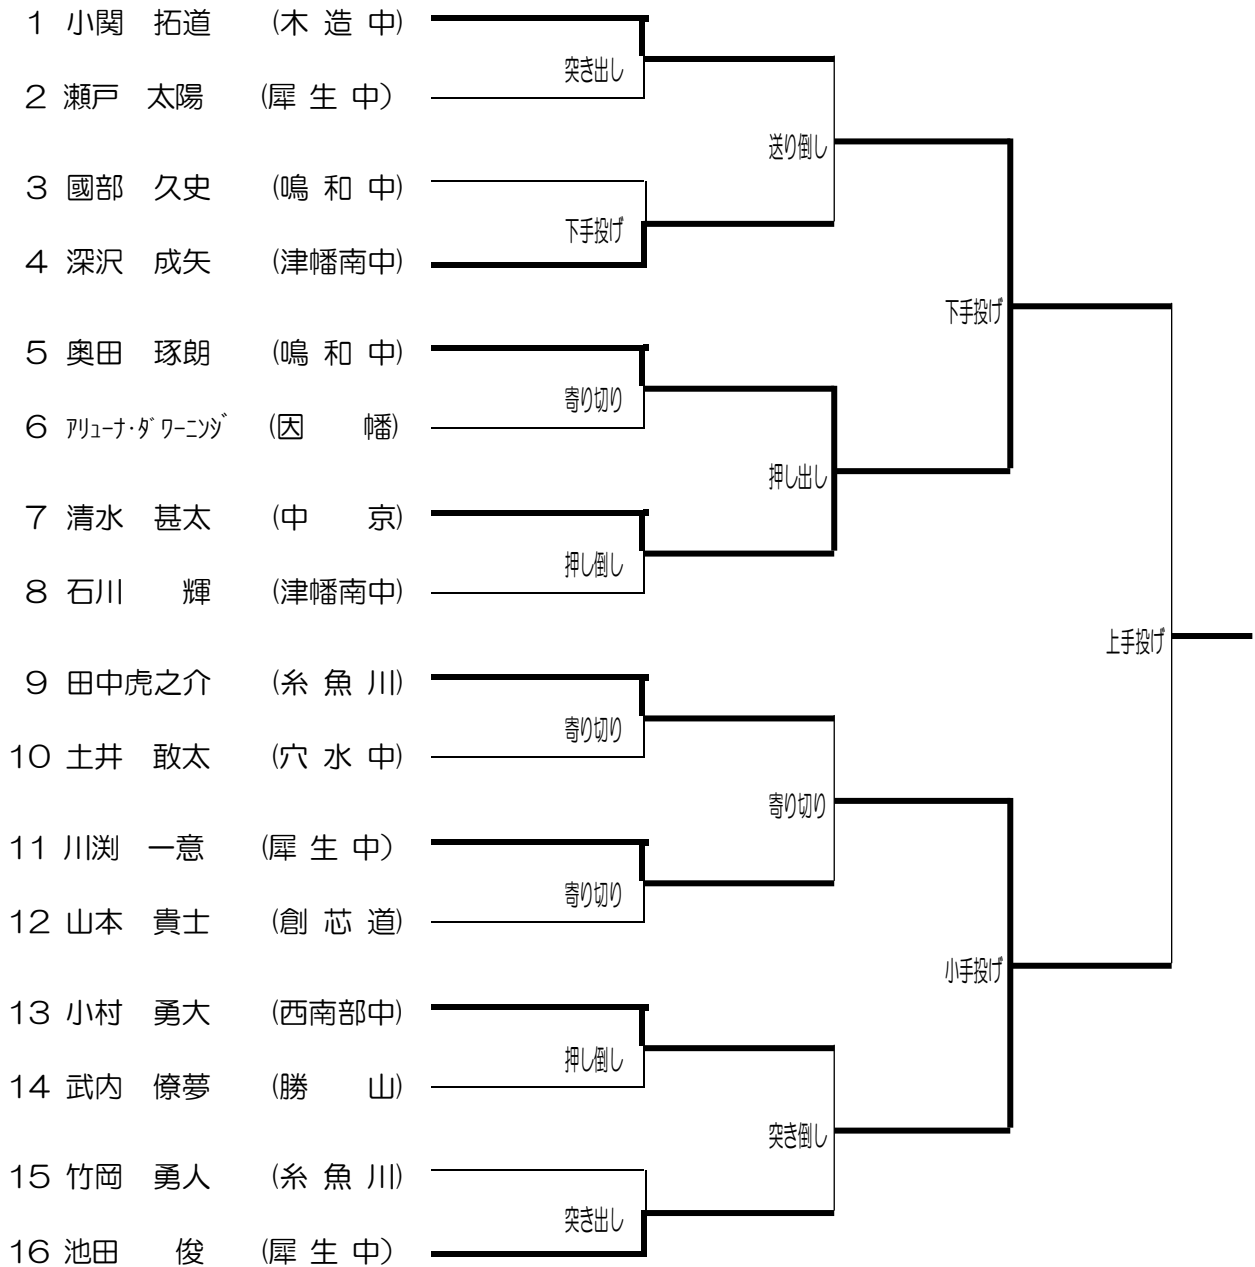 1 小関 拓道 (木 造 中)
突き出し
2 瀬戸 太陽 (犀 生 中)
送り倒し
3 國部 久史 (鳴 和 中)
下手投げ
4 深沢 成矢 (津幡南中)
下手投げ
5 奥田 琢朗 (鳴 和 中)
寄り切り
6 ｱﾘｭｰﾅ･ﾀﾞﾜｰﾆﾝｼﾞ (因 幡)
押し出し
7 清水 甚太 (中 京)
押し倒し
8 石川 輝 (津幡南中)
上手投げ
9 田中虎之介 (糸 魚 川)
寄り切り
10 土井 敢太 (穴 水 中)
寄り切り
11 川渕 一意 (犀 生 中)
寄り切り
12 山本 貴士 (創 芯 道)
小手投げ
13 小村 勇大 (西南部中)
押し倒し
14 武内 僚夢 (勝 山)
突き倒し
15 竹岡 勇人 (糸 魚 川)
突き出し
16 池田 俊 (犀 生 中)